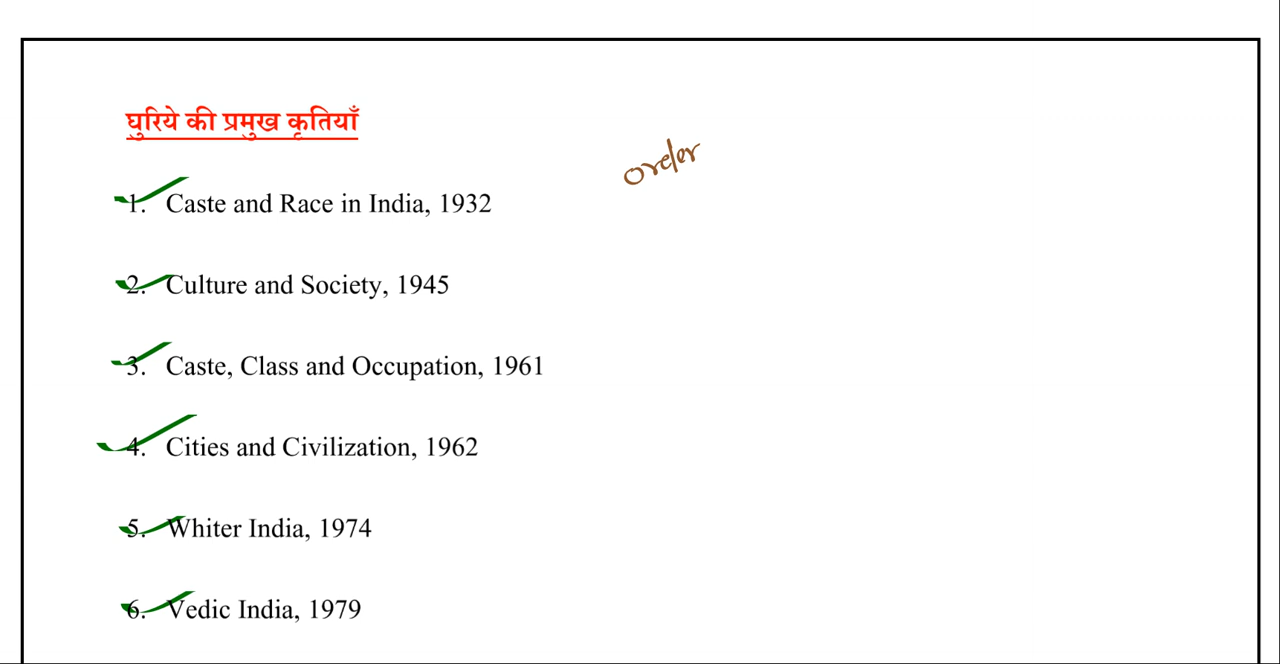 घुरिये की प्रमुख कृतियाँ
order
1. Caste and Race in India, 1932
2. Culture and Society, 1945
3. Caste, Class and Occupation, 1961
4. Cities and Civilization, 1962
5. Whiter India, 1974
6. Vedic India, 1979